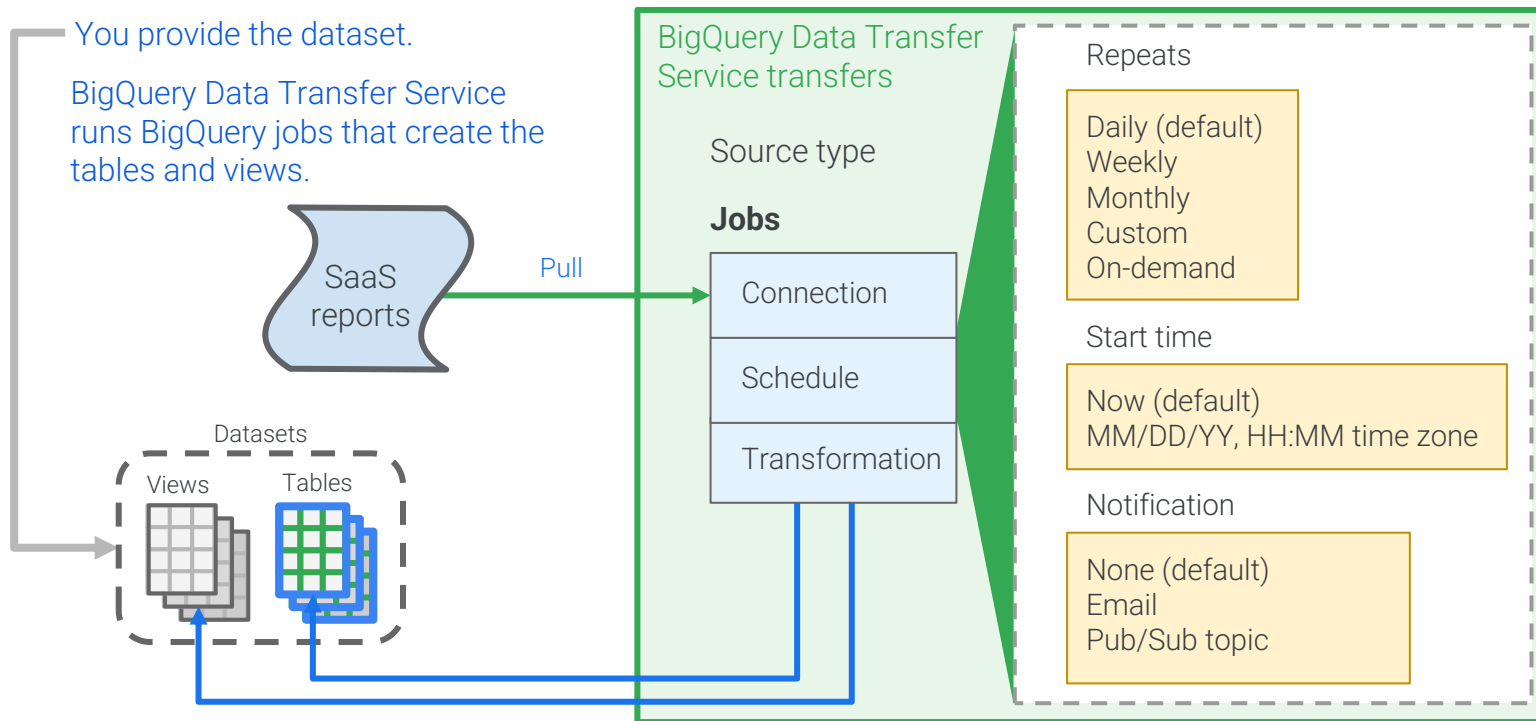 You provide the dataset.
BigQuery Data Transfer Service
runs BigQuery jobs that create the
tables and views.
SaaS
reports
Pull
Datasets
Views
Tables
BigQuery Data Transfer
Service transfers
Source type
Jobs
Connection
Schedule
Transformation
Repeats
Daily (default)
Weekly
Monthly
Custom
On-demand
Start time
Now (default)
MM/DD/YY, HH:MM time zone
Notification
None (default)
Email
Pub/Sub topic